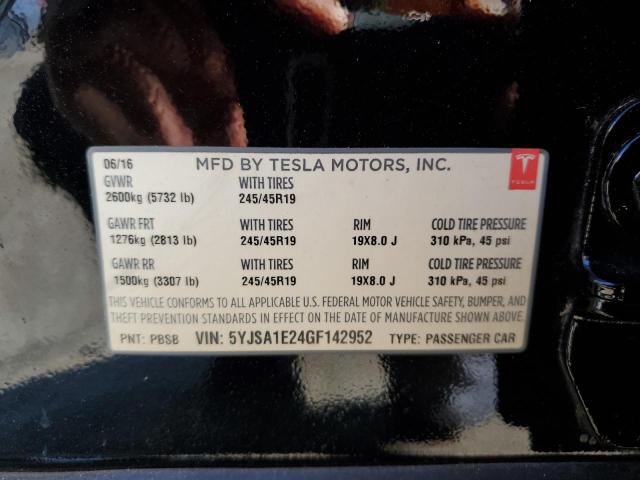 06/16 MFD BY TESLA MOTORS, INC. TESLA
GVWR WITH TIRES
2600kg (5732 lb) 245/45R19
GAWR FRT WITH TIRES RIM COLD TIRE PRESSURE
1276kg (2813 lb) 245/45R19 19X8.0 J 310 kPa, 45 psi
GAWR RR WITH TIRES RIM COLD TIRE PRESSURE
1500kg (3307 lb) 245/45R19 19X8.0 J 310 kPa, 45 psi
THIS VEHICLE CONFORMS TO ALL APPLICABLE U.S. FEDERAL MOTOR VEHICLE SAFETY, BUMPER, AND
THEFT PREVENTION STANDARDS IN EFFECT ON THE DATE OF MANUFACTURE SHOWN ABOVE.
PNT: PBSB VIN: 5YJSA1E24GF142952 TYPE: PASSENGER CAR